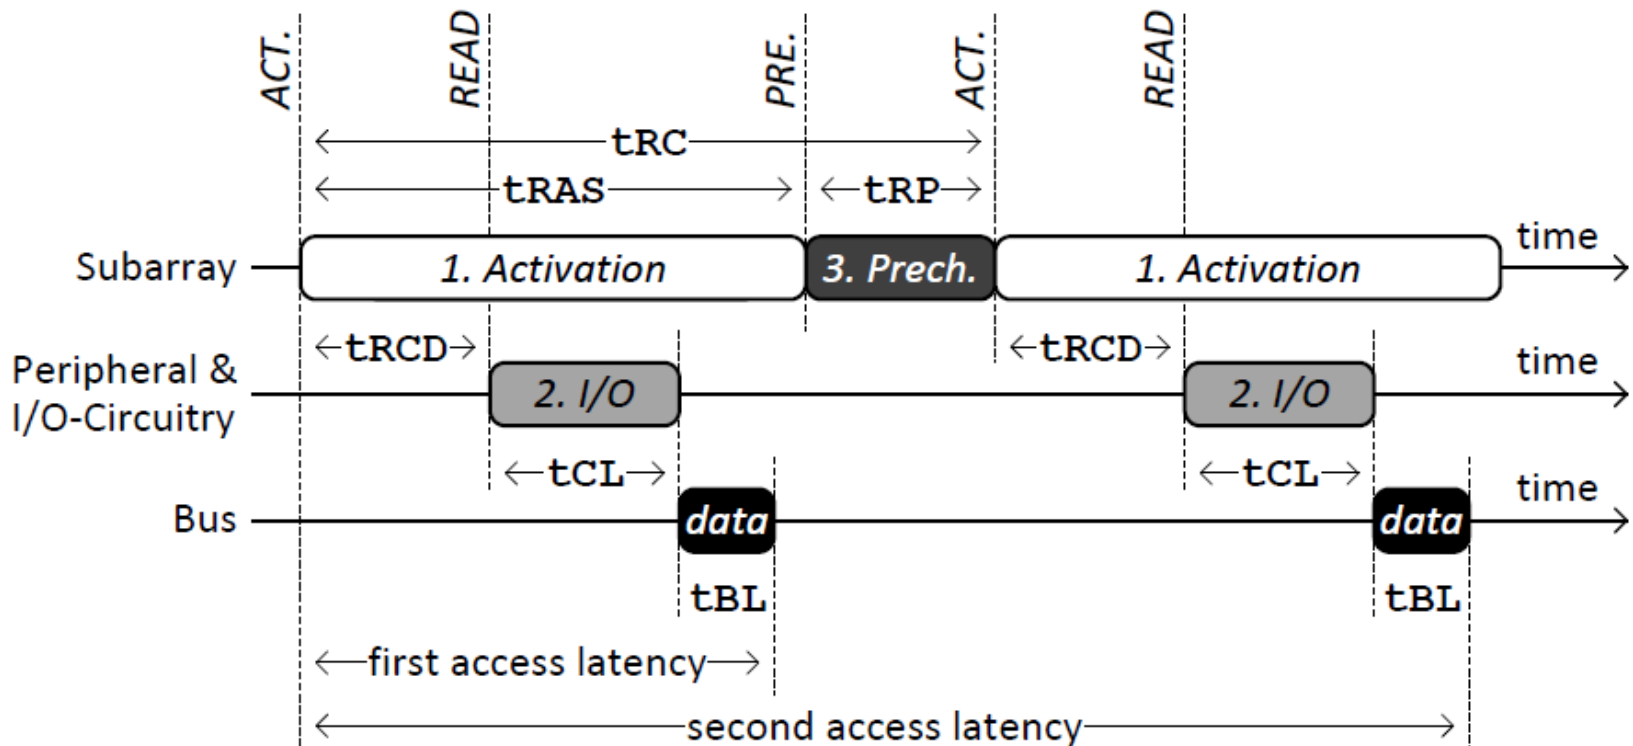 ACT.
READ
PRE.
ACT.
READ
tRC
tRAS
tRP
Subarray
1. Activation
3. Prech.
1. Activation
time
tRCD
tRCD
Peripheral &
I/O-Circuitry
2. I/O
2. I/O
time
tCL
tCL
Bus
data
data
time
tBL
tBL
first access latency
second access latency